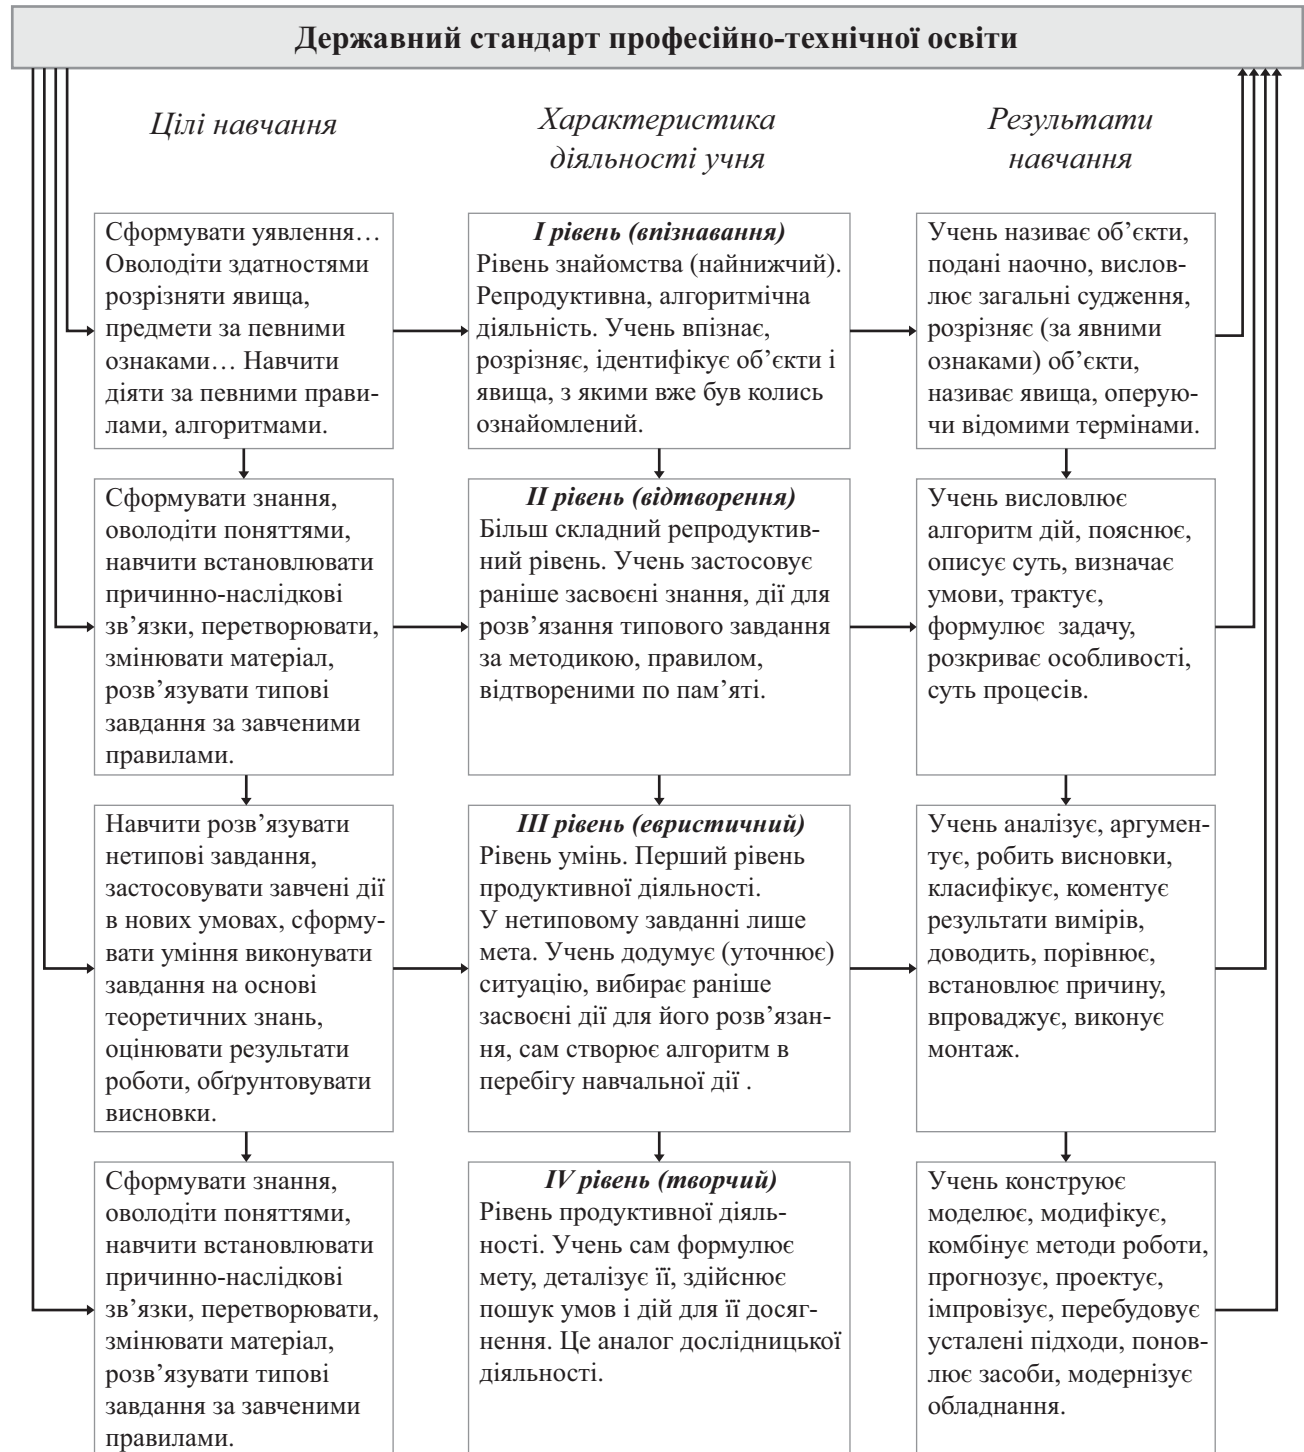 Державний стандарт професійно-технічної освіти
Цілі навчання
Характеристика
діяльності учня
Результати
навчання
Сформувати уявлення…
Оволодіти здатностями
розрізняти явища,
предмети за певними
ознаками… Навчити
діяти за певними прави-
лами, алгоритмами.
I рівень (впізнавання)
Рівень знайомства (найнижчий).
Репродуктивна, алгоритмічна
діяльність. Учень впізнає,
розрізняє, ідентифікує об’єкти і
явища, з якими вже був колись
ознайомлений.
Учень називає об’єкти,
подані наочно, вислов-
лює загальні судження,
розрізняє (за явними
ознаками) об’єкти,
називає явища, оперую-
чи відомими термінами.
Сформувати знання,
оволодіти поняттями,
навчити встановлювати
причинно-наслідкові
зв’язки, перетворювати,
змінювати матеріал,
розв’язувати типові
завдання за завченими
правилами.
II рівень (відтворення)
Більш складний репродуктив-
ний рівень. Учень застосовує
раніше засвоєні знання, дії для
розв’язання типового завдання
за методикою, правилом,
відтвореними по пам’яті.
Учень висловлює
алгоритм дій, пояснює,
описує суть, визначає
умови, трактує,
формулює задачу,
розкриває особливості,
суть процесів.
Навчити розв’язувати
нетипові завдання,
застосовувати завчені дії
в нових умовах, сформу-
вати уміння виконувати
завдання на основі
теоретичних знань,
оцінювати результати
роботи, обґрунтовувати
висновки.
III рівень (евристичний)
Рівень умінь. Перший рівень
продуктивної діяльності.
У нетиповому завданні лише
мета. Учень додумує (уточнює)
ситуацію, вибирає раніше
засвоєні дії для його розв’язан-
ня, сам створює алгоритм в
перебігу навчальної дії .
Учень аналізує, аргумен-
тує, робить висновки,
класифікує, коментує
результати вимірів,
доводить, порівнює,
встановлює причину,
впроваджує, виконує
монтаж.
Сформувати знання,
оволодіти поняттями,
навчити встановлювати
причинно-наслідкові
зв’язки, перетворювати,
змінювати матеріал,
розв’язувати типові
завдання за завченими
правилами.
IV рівень (творчий)
Рівень продуктивної діяль-
ності. Учень сам формулює
мету, деталізує її, здійснює
пошук умов і дій для її досяг-
нення. Це аналог дослідницької
діяльності.
Учень конструює
моделює, модифікує,
комбінує методи роботи,
прогнозує, проектує,
імпровізує, перебудовує
усталені підходи, понов-
лює засоби, модернізує
обладнання.